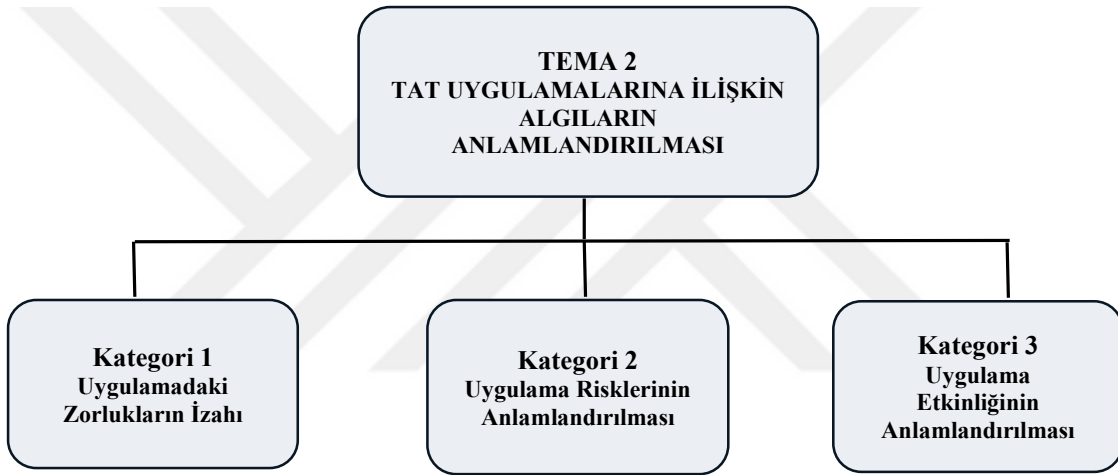 TEMA 2
TAT UYGULAMALARINA İLİŞKİN
ALGILARIN
ANLAMLANDIRILMASI
Kategori 1
Uygulamadaki
Zorlukların İzahı
Kategori 2
Uygulama Risklerinin
Anlamlandırılması
Kategori 3
Uygulama
Etkinliğinin
Anlamlandırılması